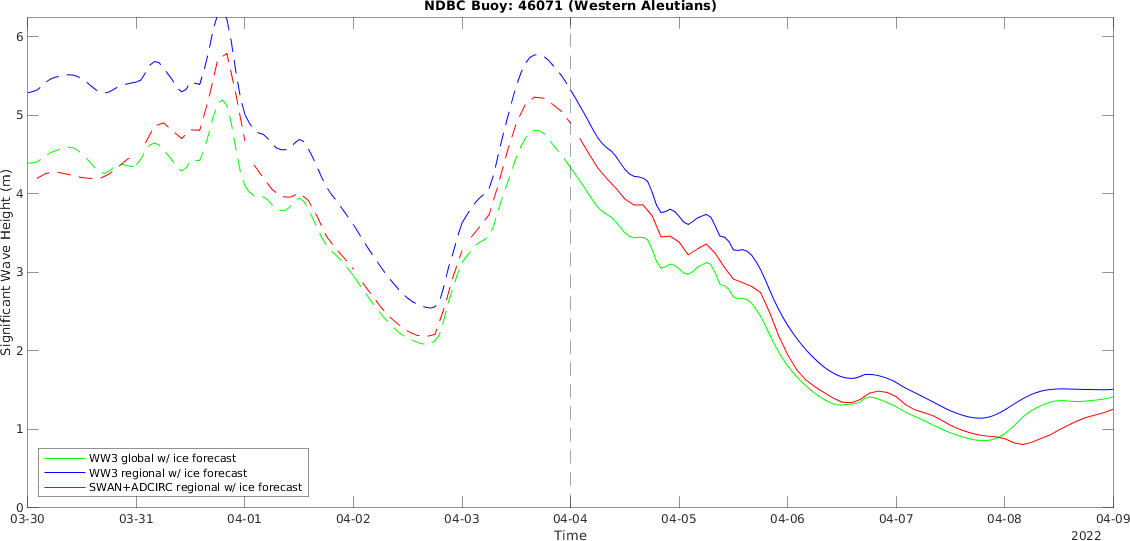 NDBC Buoy: 46071 (Western Aleutians)
6
5
4
3
2
1
0
Significant Wave Height (m)
WW3 global w/ ice forecast
WW3 regional w/ ice forecast
SWAN+ADCIRC regional w/ ice forecast
03-30 03-31 04-01 04-02 04-03 04-04 04-05 04-06 04-07 04-08 04-09
Time
2022